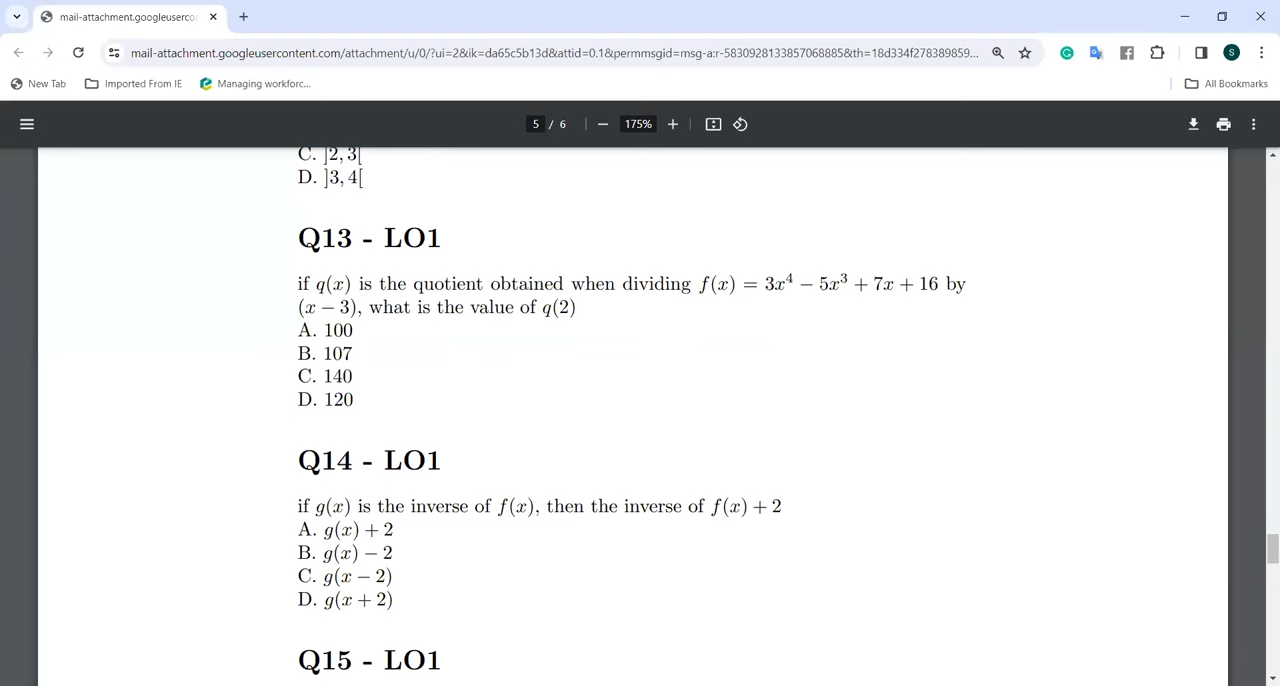 mail-attachment.googleuserco
mail-attachment.googleusercontent.com/attachment/u/0/?ui=2&ik=da65c5b13d&attid=0.1&permmsgid=msg-a:r-5830928133857068885&th=18d334f278389859...
S
New Tab
Imported From IE
Managing workforc...
All Bookmarks
5 / 6
175%
C. ]2, 3[
D. ]3, 4[
Q13 - LO1
if q(x) is the quotient obtained when dividing f(x) = 3x⁴ − 5x³ + 7x + 16 by
(x − 3), what is the value of q(2)
A. 100
B. 107
C. 140
D. 120
Q14 - LO1
if g(x) is the inverse of f(x), then the inverse of f(x) + 2
A. g(x) + 2
B. g(x) − 2
C. g(x − 2)
D. g(x + 2)
Q15 - LO1